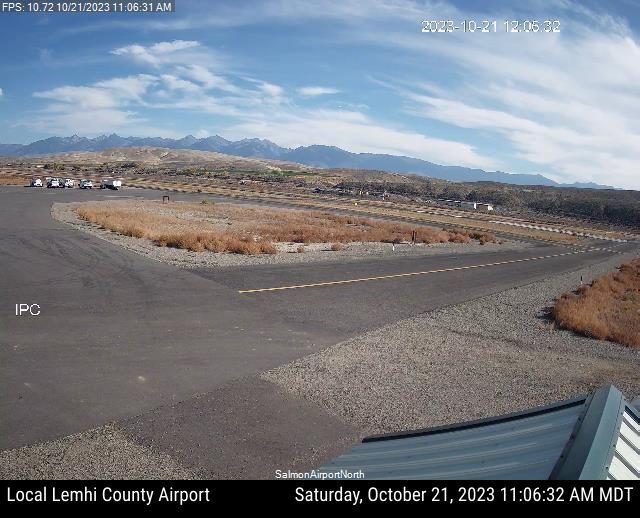 FPS: 10.72 10/21/2023 11:06:31 AM
2023-10-21 12:05:32
IPC
SalmonAirportNorth
Local Lemhi County Airport Saturday, October 21, 2023 11:06:32 AM MDT